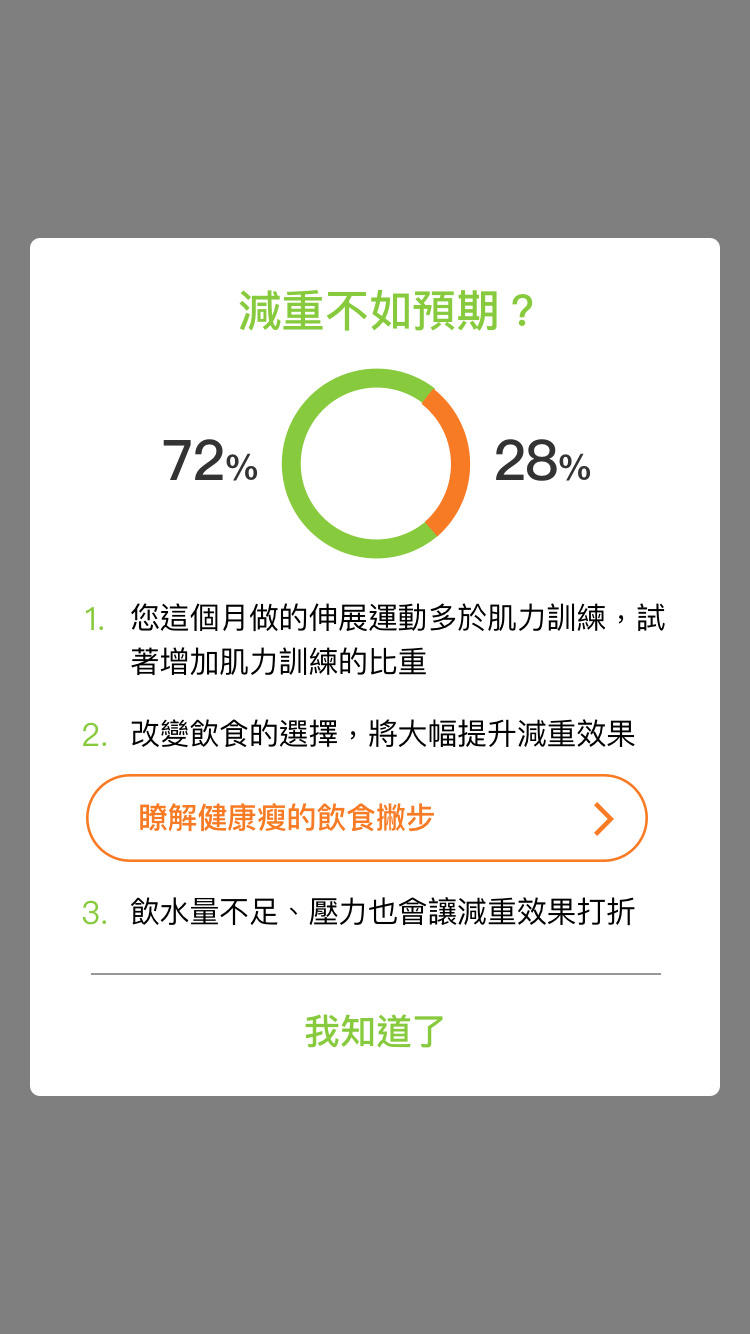 減重不如預期？
72% 28%
1. 您這個月做的伸展運動多於肌力訓練，試
著增加肌力訓練的比重
2. 改變飲食的選擇，將大幅提升減重效果
瞭解健康瘦的飲食撇步
3. 飲水量不足、壓力也會讓減重效果打折
我知道了